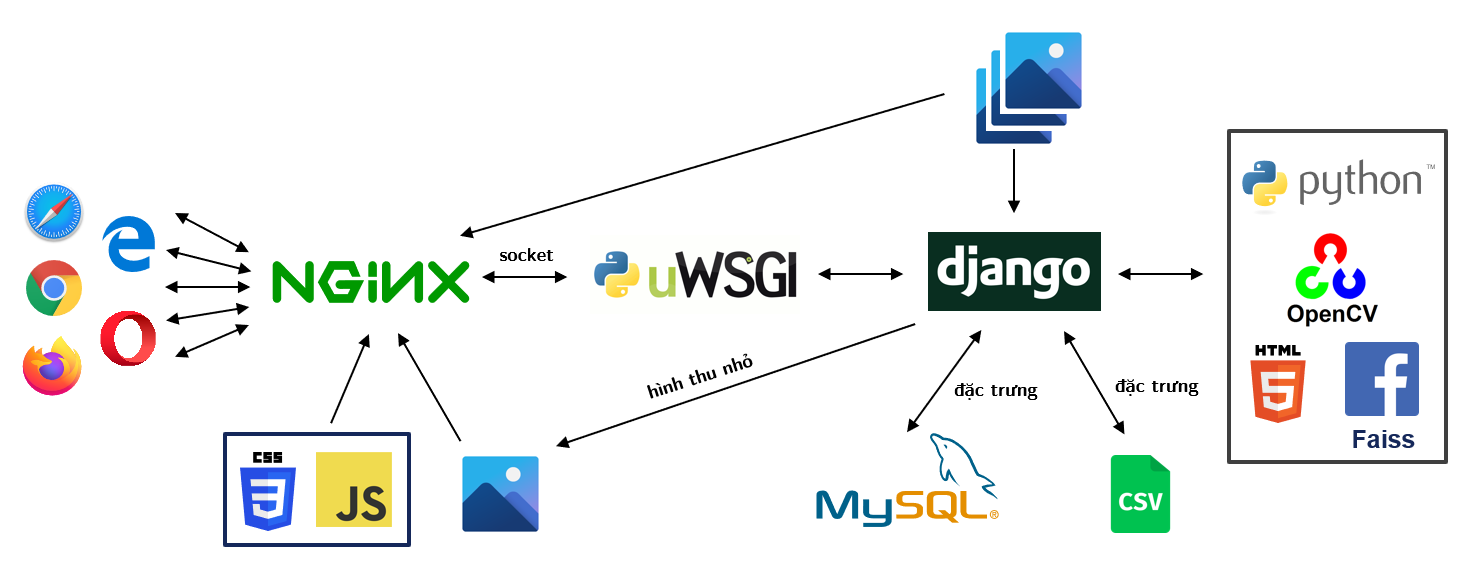 python™
socket
NGiNX
uWSGI
django
OpenCV
hình thu nhỏ
HTML
5
đặc trưng
đặc trưng
Faiss
CSS
3
JS
MySQL®
CSV